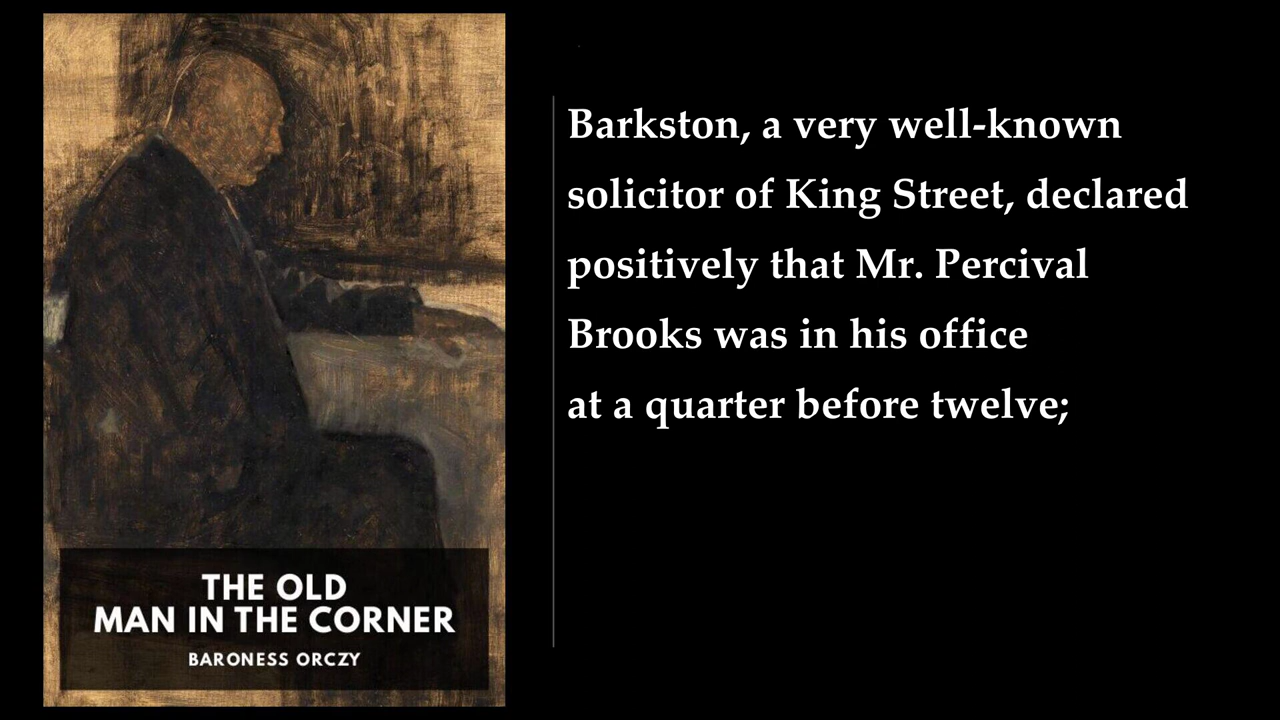 THE OLD
MAN IN THE CORNER
BARONESS ORCZY
Barkston, a very well-known
solicitor of King Street, declared
positively that Mr. Percival
Brooks was in his office
at a quarter before twelve;